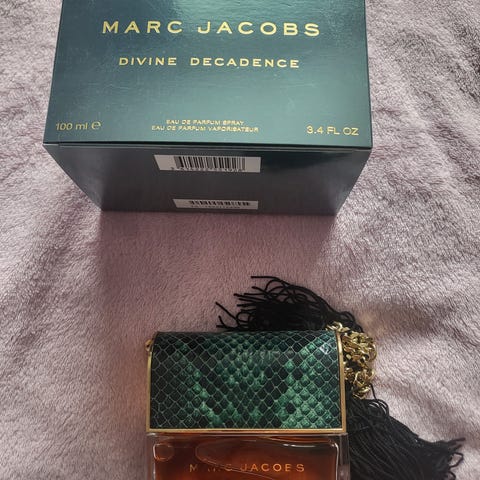 MARC JACOBS
DIVINE DECADENCE
EAU DE PARFUM SPRAY
EAU DE PARFUM VAPORISATEUR
100 ml ℮
3.4 FL OZ
MARC JACOBS